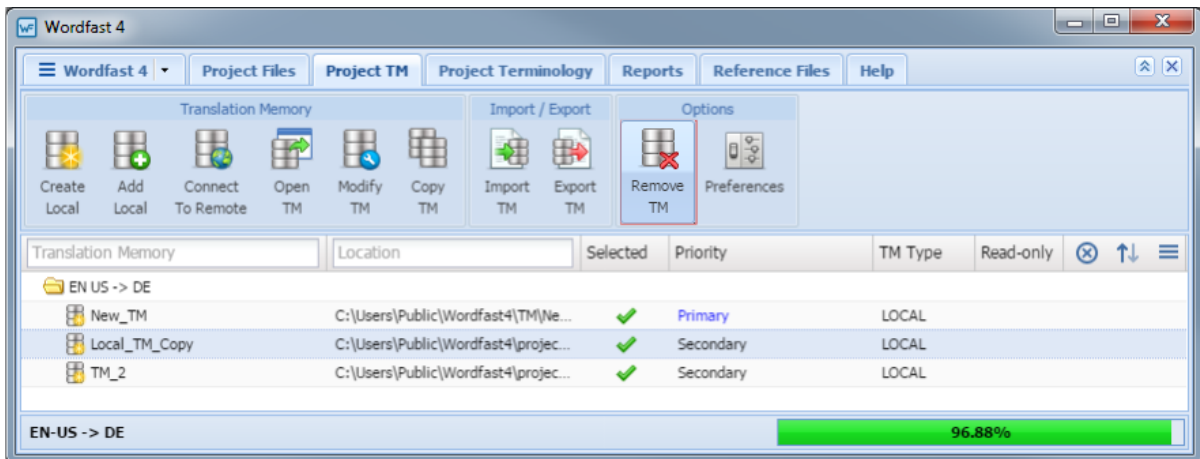 Wordfast 4
Wordfast 4 Project Files Project TM Project Terminology Reports Reference Files Help
Translation Memory Import / Export Options
Create Local Add Local Connect To Remote Open TM Modify TM Copy TM Import TM Export TM Remove TM Preferences
Translation Memory Location Selected Priority TM Type Read-only
EN US -> DE
New_TM C:\Users\Public\Wordfast4\TM\Ne... Primary LOCAL
Local_TM_Copy C:\Users\Public\Wordfast4\projec... Secondary LOCAL
TM_2 C:\Users\Public\Wordfast4\projec... Secondary LOCAL
EN-US -> DE 96.88%